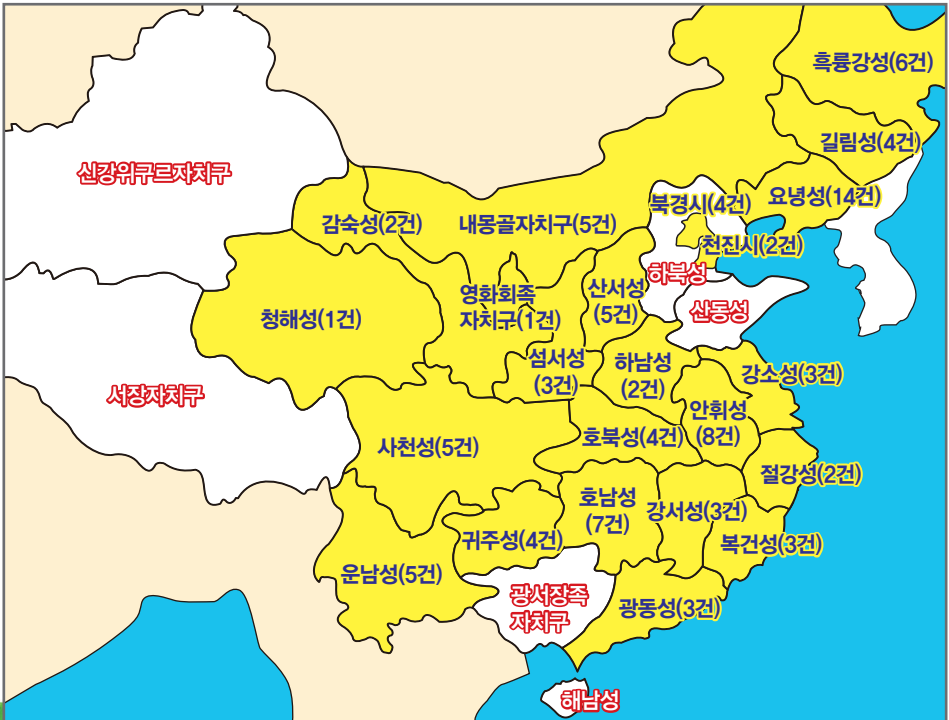 흑룡강성(6건)
길림성(4건)
신강위구르자치구
요녕성(14건)
북경시(4건)
감숙성(2건)
내몽골자치구(5건)
천진시(2건)
하북성
영화회족
자치구(1건)
산서성
(5건)
산동성
청해성(1건)
섬서성
(3건)
하남성
(2건)
강소성(3건)
서장자치구
안휘성
(8건)
사천성(5건)
호북성(4건)
절강성(2건)
호남성
(7건)
강서성(3건)
귀주성(4건)
복건성(3건)
운남성(5건)
광서장족
자치구
광동성(3건)
해남성